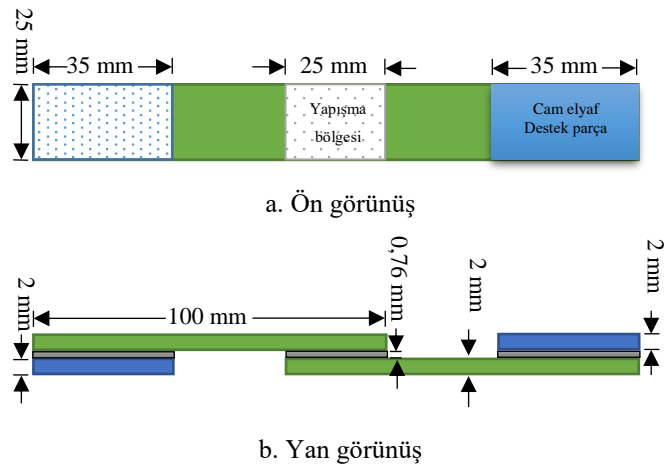 35 mm
25 mm
35 mm
25 mm
Yapışma
bölgesi
Cam elyaf
Destek parça
a. Ön görünüş
2 mm
100 mm
0,76 mm
2 mm
2 mm
b. Yan görünüş